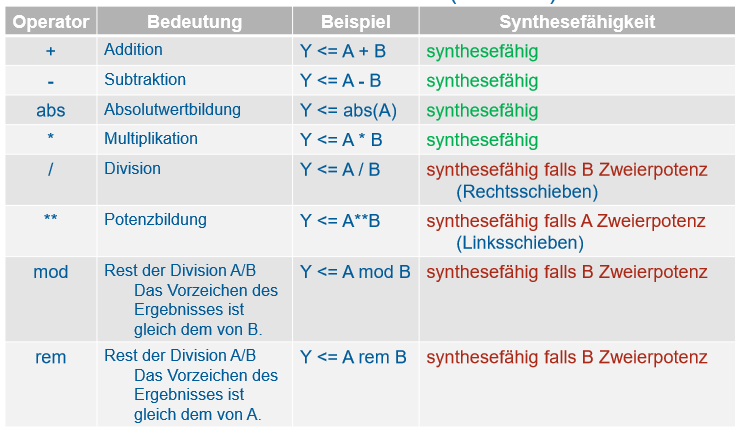 Operator Bedeutung Beispiel Synthesefähigkeit
+ Addition Y <= A + B synthesefähig
- Subtraktion Y <= A - B synthesefähig
abs Absolutwertbildung Y <= abs(A) synthesefähig
* Multiplikation Y <= A * B synthesefähig
/ Division Y <= A / B synthesefähig falls B Zweierpotenz
(Rechtsschieben)
** Potenzbildung Y <= A**B synthesefähig falls A Zweierpotenz
(Linksschieben)
mod Rest der Division A/B Y <= A mod B synthesefähig falls B Zweierpotenz
Das Vorzeichen des
Ergebnisses ist
gleich dem von B.
rem Rest der Division A/B Y <= A rem B synthesefähig falls B Zweierpotenz
Das Vorzeichen des
Ergebnisses ist
gleich dem von A.